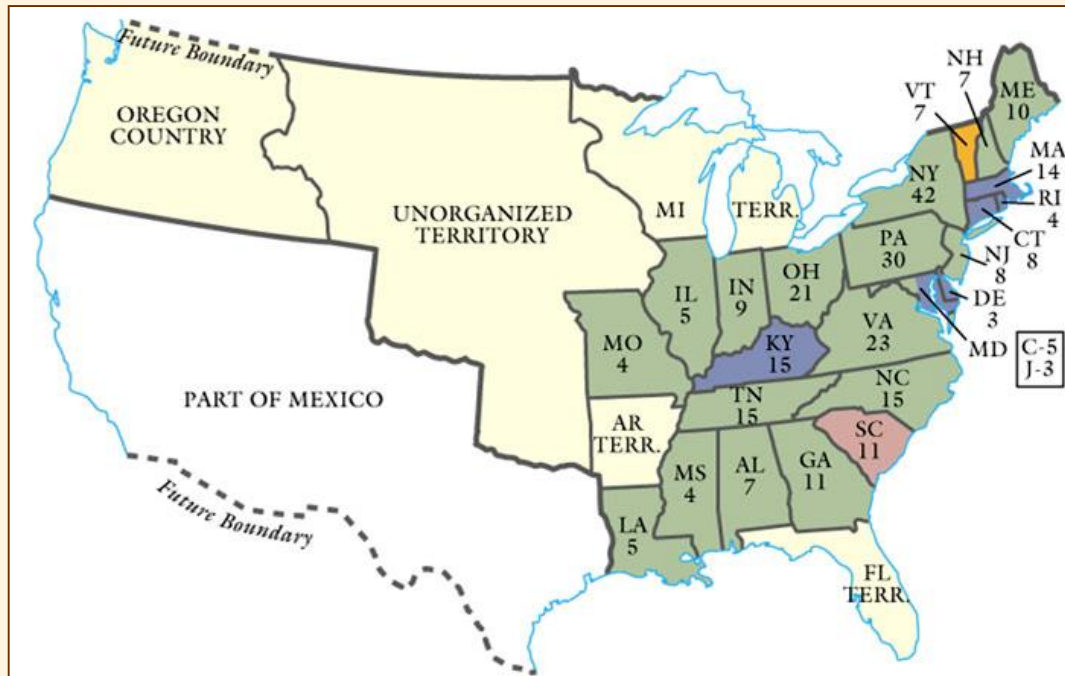 Future Boundary
OREGON
COUNTRY
UNORGANIZED
TERRITORY
PART OF MEXICO
Future Boundary
MI TERR.
NH
7
VT
7
ME
10
MA
14
NY
42
RI
4
CT
8
PA
30
NJ
8
OH
21
IN
9
IL
5
DE
3
MD
C-5
J-3
VA
23
KY
15
MO
4
NC
15
TN
15
AR
TERR.
SC
11
MS
4
AL
7
GA
11
LA
5
FL
TERR.